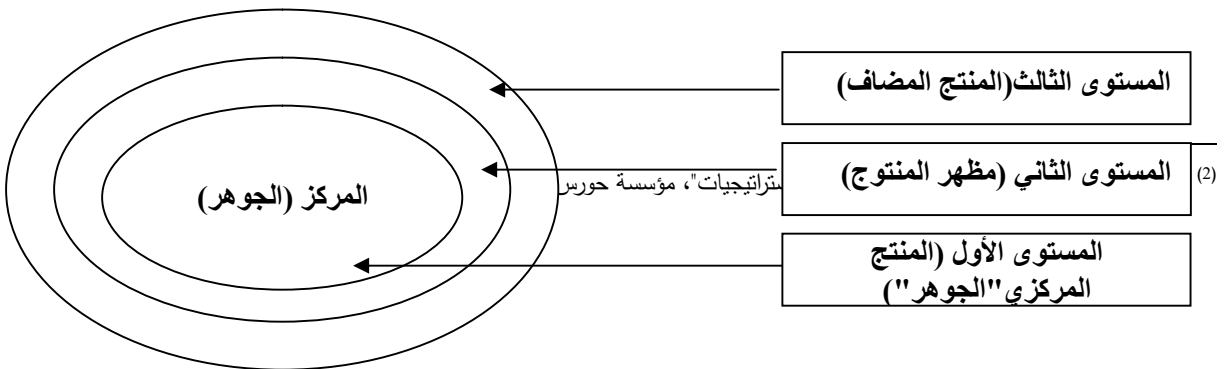 المستوى الثالث(المنتج المضاف)
المستوى الثاني (مظهر المنتوج)
(2)
ستراتيجيات"، مؤسسة حورس
المركز (الجوهر)
المستوى الأول (المنتج
المركزي"الجوهر")